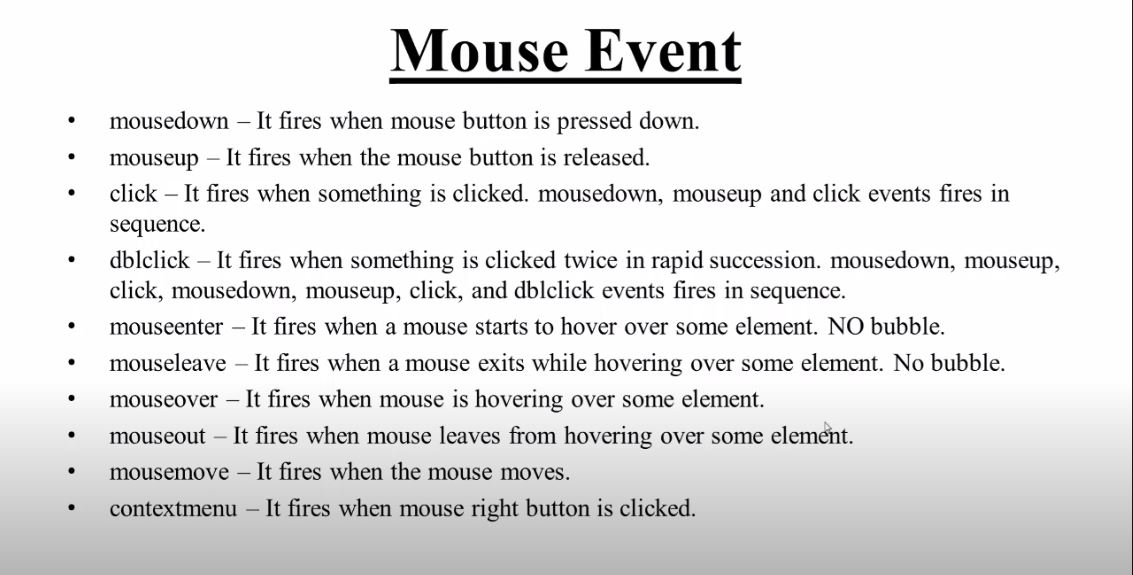 Mouse Event
• mousedown – It fires when mouse button is pressed down.
• mouseup – It fires when the mouse button is released.
• click – It fires when something is clicked. mousedown, mouseup and click events fires in
sequence.
• dblclick – It fires when something is clicked twice in rapid succession. mousedown, mouseup,
click, mousedown, mouseup, click, and dblclick events fires in sequence.
• mouseenter – It fires when a mouse starts to hover over some element. NO bubble.
• mouseleave – It fires when a mouse exits while hovering over some element. No bubble.
• mouseover – It fires when mouse is hovering over some element.
• mouseout – It fires when mouse leaves from hovering over some element.
• mousemove – It fires when the mouse moves.
• contextmenu – It fires when mouse right button is clicked.